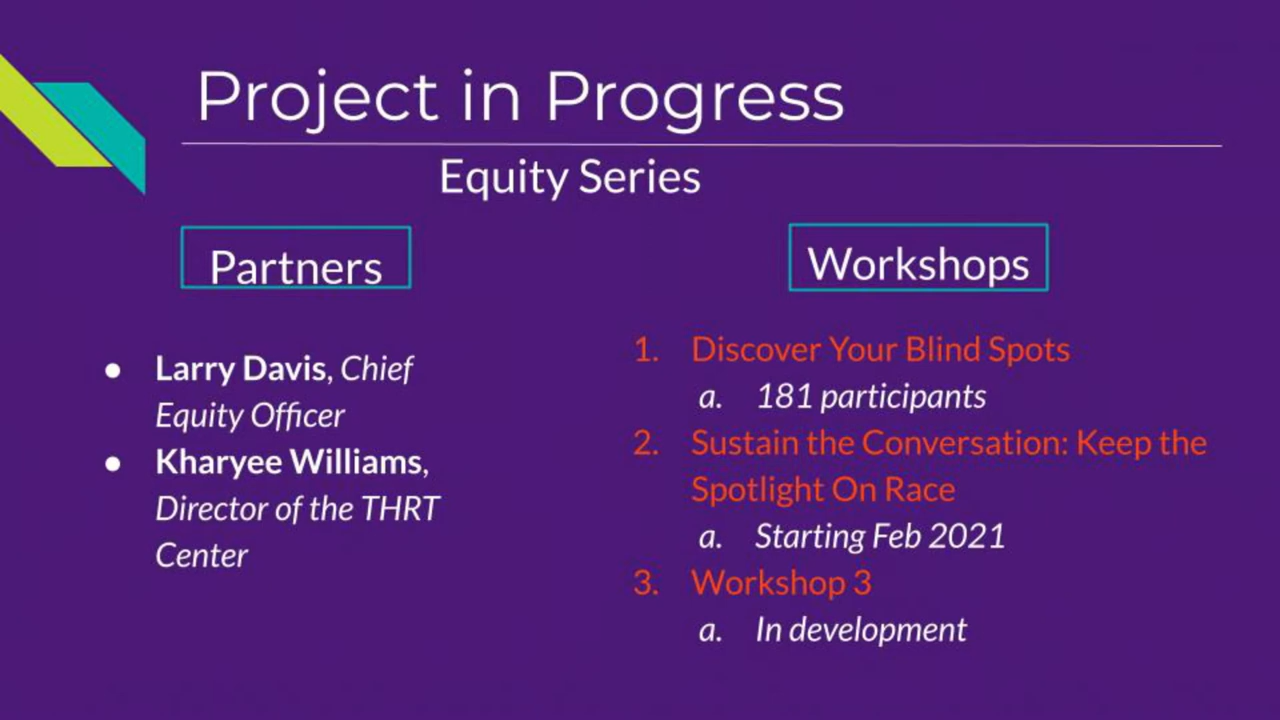 Project in Progress
Equity Series
Partners
● Larry Davis, Chief
Equity Officer
● Kharyee Williams,
Director of the THRT
Center
Workshops
1. Discover Your Blind Spots
a. 181 participants
2. Sustain the Conversation: Keep the
Spotlight On Race
a. Starting Feb 2021
3. Workshop 3
a. In development